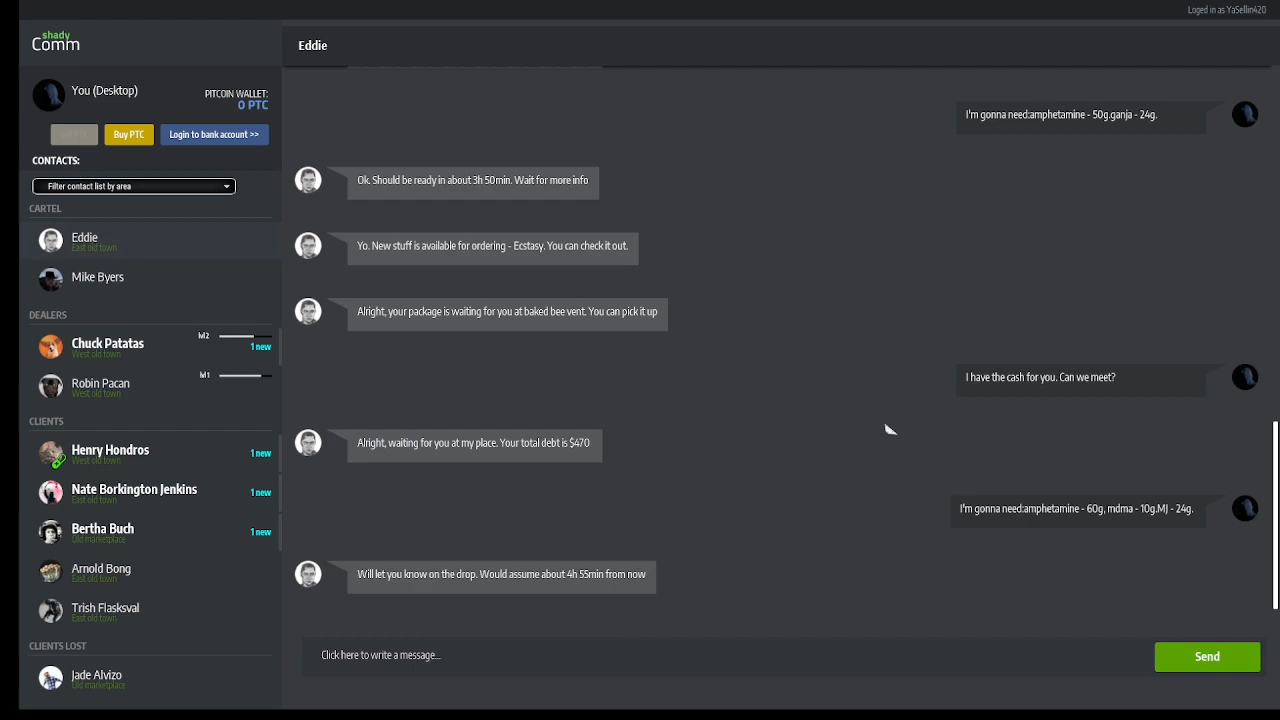 Loged in as YaSellin420
shady
Comm
Eddie
You (Desktop)
PITCOIN WALLET:
0 PTC
Buy PTC
Login to bank account >>
CONTACTS:
Filter contact list by area
CARTEL
Eddie
East old town
Mike Byers
DEALERS
Chuck Patatas
West old town
lvl2
1 new
Robin Pacan
West old town
lvl1
CLIENTS
Henry Hondros
West old town
1 new
Nate Borkington Jenkins
East old town
1 new
Bertha Buch
Old marketplace
1 new
Arnold Bong
East old town
Trish Flasksval
East old town
CLIENTS LOST
Jade Alvizo
Old marketplace
I'm gonna need:amphetamine - 50g.ganja - 24g.
Ok. Should be ready in about 3h 50min. Wait for more info
Yo. New stuff is available for ordering - Ecstasy. You can check it out.
Alright, your package is waiting for you at baked bee vent. You can pick it up
I have the cash for you. Can we meet?
Alright, waiting for you at my place. Your total debt is $470
I'm gonna need:amphetamine - 60g, mdma - 10g.MJ - 24g.
Will let you know on the drop. Would assume about 4h 55min from now
Click here to write a message...
Send